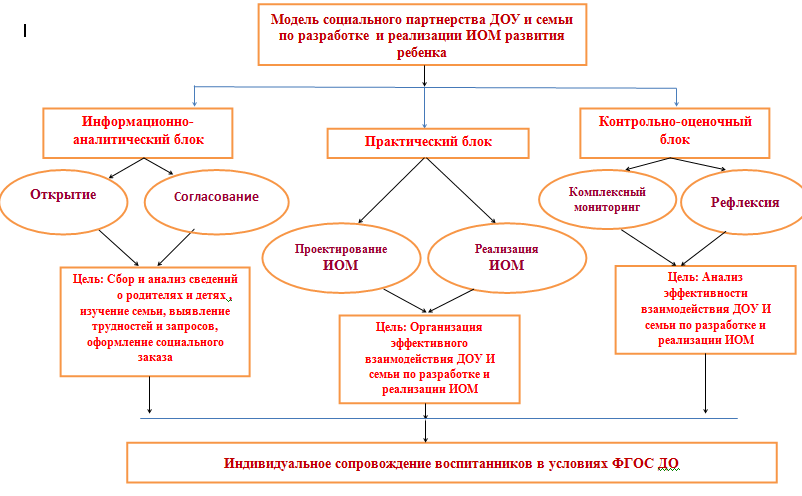 Модель социального партнерства ДОУ и семьи
по разработке и реализации ИОМ развития
ребенка
Информационно-
аналитический блок
Практический блок
Контрольно-оценочный
блок
Открытие
Согласование
Проектирование
ИОМ
Реализация
ИОМ
Комплексный
мониторинг
Рефлексия
Цель: Сбор и анализ сведений
о родителях и детях.,
изучение семьи, выявление
трудностей и запросов,
оформление социального
заказа
Цель: Организация
эффективного
взаимодействия ДОУ И
семьи по разработке и
реализации ИОМ
Цель: Анализ
эффективности
взаимодействия ДОУ И
семьи по разработке и
реализации ИОМ
Индивидуальное сопровождение воспитанников в условиях ФГОС ДО